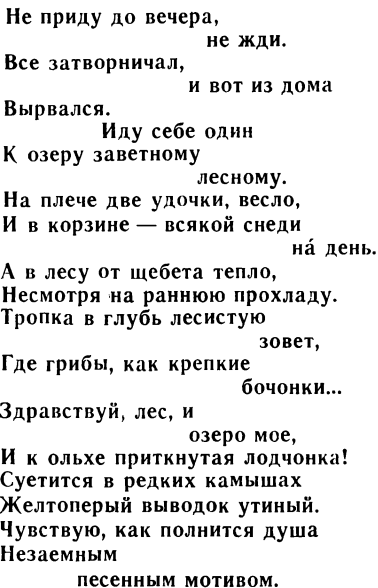 Не приду до вечера,
не жди.
Все затворничал,
и вот из дома
Вырвался.
Иду себе один
К озеру заветному
лесному.
На плече две удочки, весло,
И в корзине — всякой снеди
на́ день.
А в лесу от щебета тепло,
Несмотря на раннюю прохладу.
Тропка в глубь лесистую
зовет,
Где грибы, как крепкие
бочонки...
Здравствуй, лес, и
озеро мое,
И к ольхе приткнутая лодчонка!
Суетится в редких камышах
Желтоперый выводок утиный.
Чувствую, как полнится душа
Незаемным
песенным мотивом.